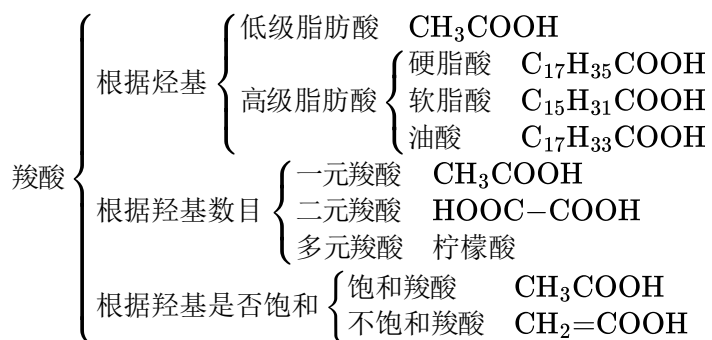 羧酸
根据烃基
低级脂肪酸 CH₃COOH
高级脂肪酸
硬脂酸 C₁₇H₃₅COOH
软脂酸 C₁₅H₃₁COOH
油酸 C₁₇H₃₃COOH
根据羟基数目
一元羧酸 CH₃COOH
二元羧酸 HOOC−COOH
多元羧酸 柠檬酸
根据羟基是否饱和
饱和羧酸 CH₃COOH
不饱和羧酸 CH₂=COOH